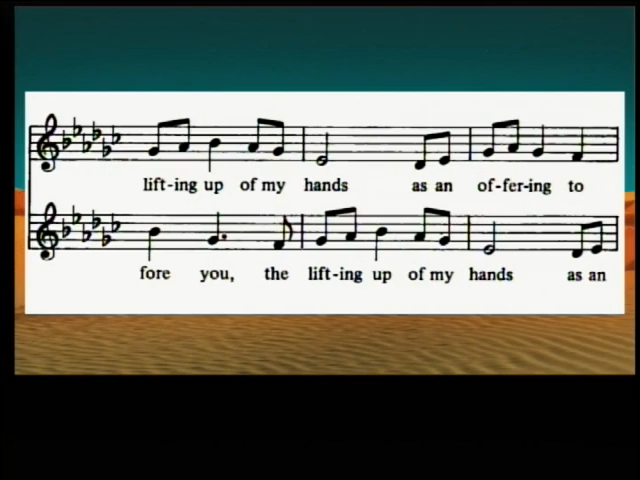 lift-ing up of my hands as an of-fer-ing to
fore you, the lift-ing up of my hands as an